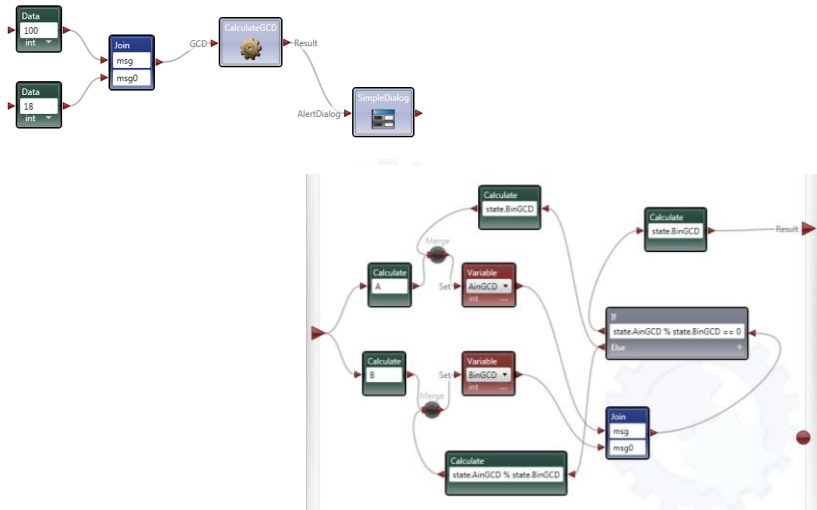 Data
100
int
Join
msg
msg0
Data
18
int
GCD
CalculateGCD
Result
AlertDialog
SimpleDialog
Calculate
state.BinGCD
Calculate
state.BinGCD
Result
Merge
Calculate
A
Set
Variable
AinGCD
int ...
If
state.AinGCD % state.BinGCD == 0
Else +
Calculate
B
Set
Variable
BinGCD
int ...
Merge
Join
msg
msg0
Calculate
state.AinGCD % state.BinGCD